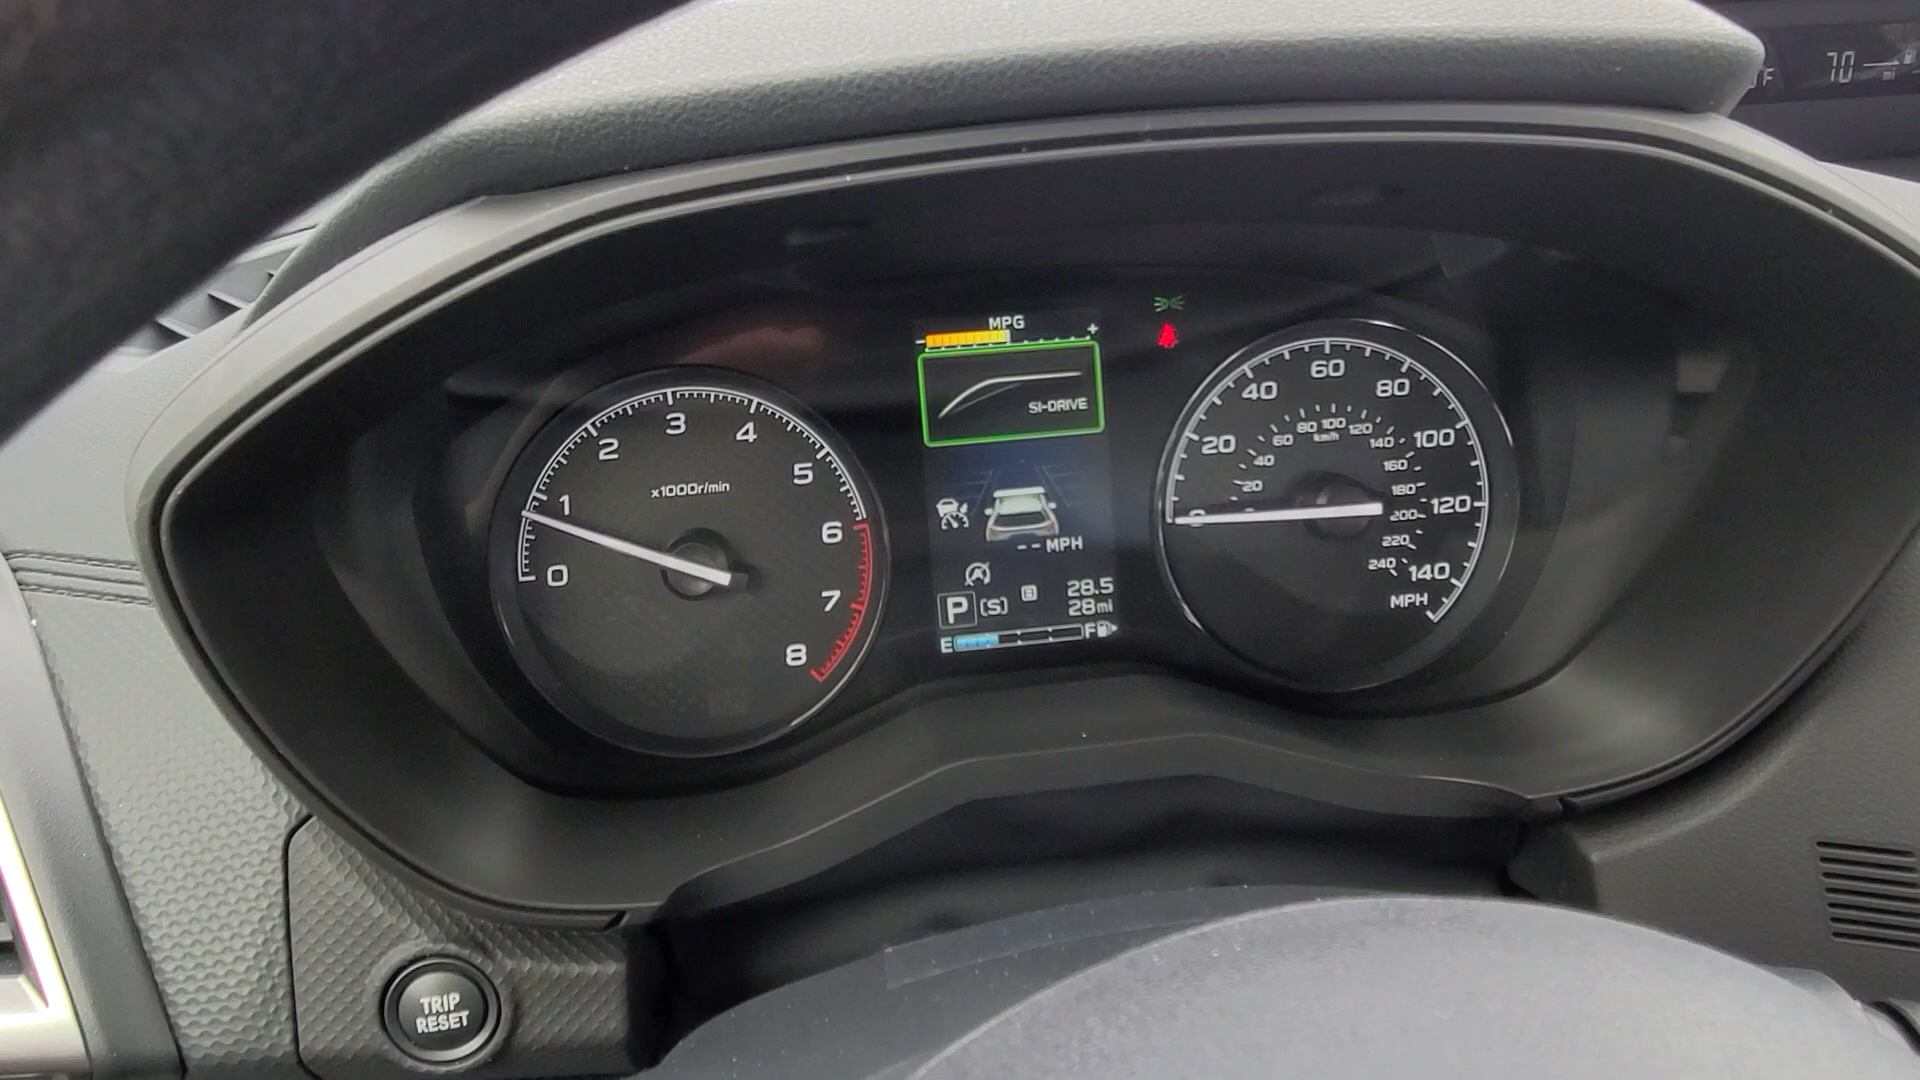 F 70
mi
MPG
- +
SI-DRIVE
-- MPH
A
P [S] B 28.5
28mi
E F
0
1
2
3
4
5
6
7
8
x1000r/min
20
40
60
80
100
120
140
MPH
20
40
60
80
100
120
140
160
180
200
220
240
km/h
TRIP
RESET